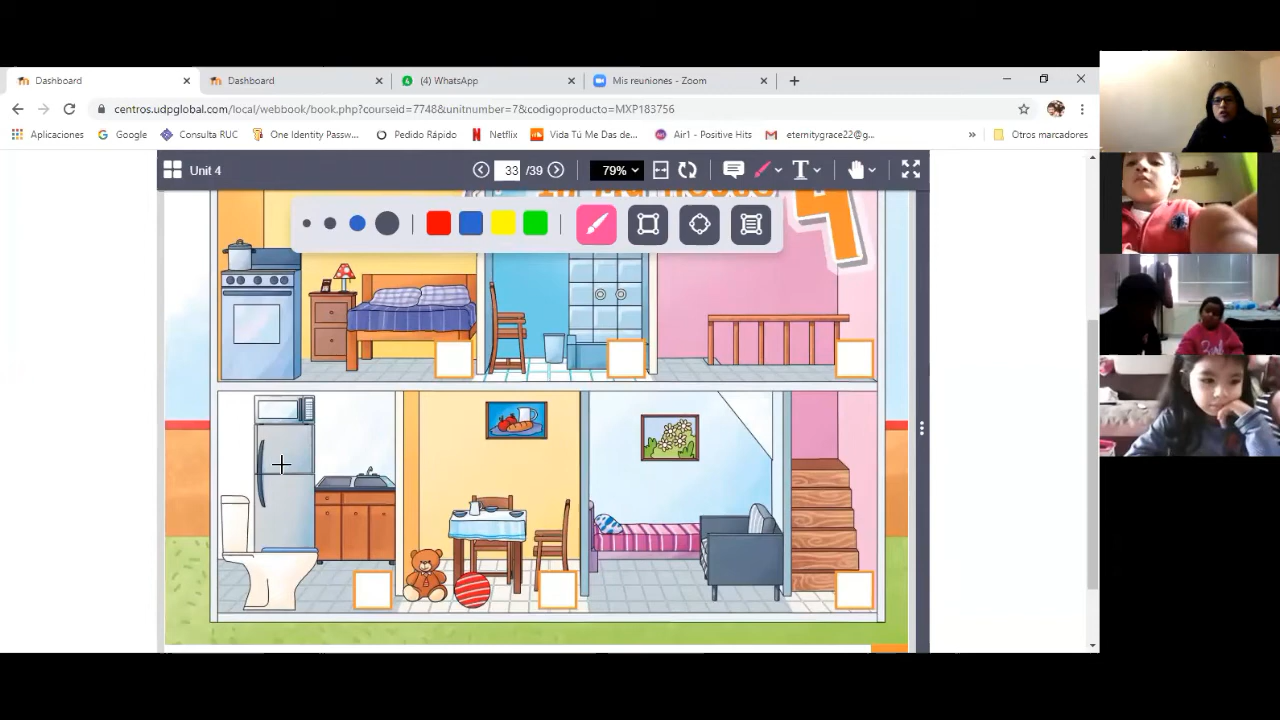 Dashboard
Dashboard
(4) WhatsApp
Mis reuniones - Zoom
centros.udpglobal.com/local/webbook/book.php?courseid=7748&unitnumber=7&codigoproducto=MXP183756
Aplicaciones
Google
Consulta RUC
One Identity Passw...
Pedido Rápito
Netflix
Vida Tú Me Das de...
Air1 - Positive Hits
eternitygrace22@g...
»
Otros marcadores
Unit 4
33 /39
79%
T
4